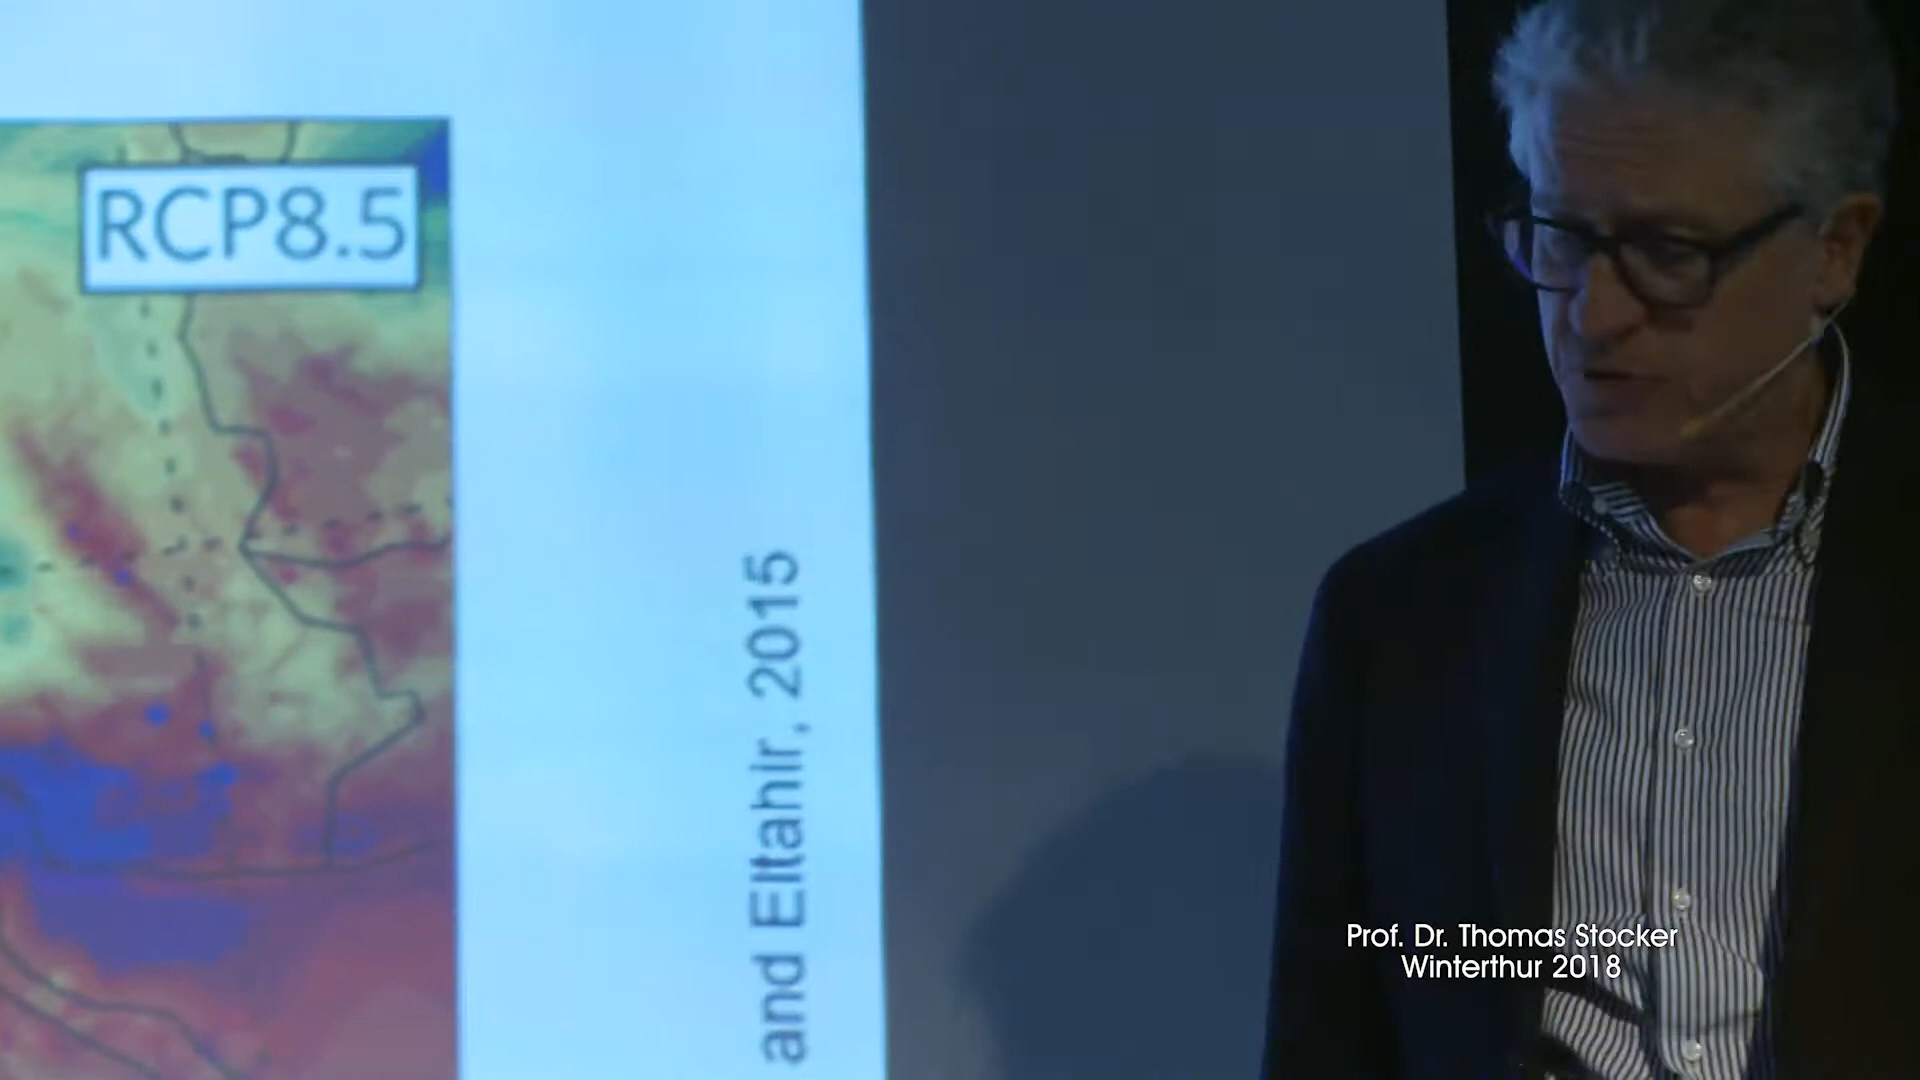 RCP8.5
and Eltahir, 2015
Prof. Dr. Thomas Stocker
Winterthur 2018